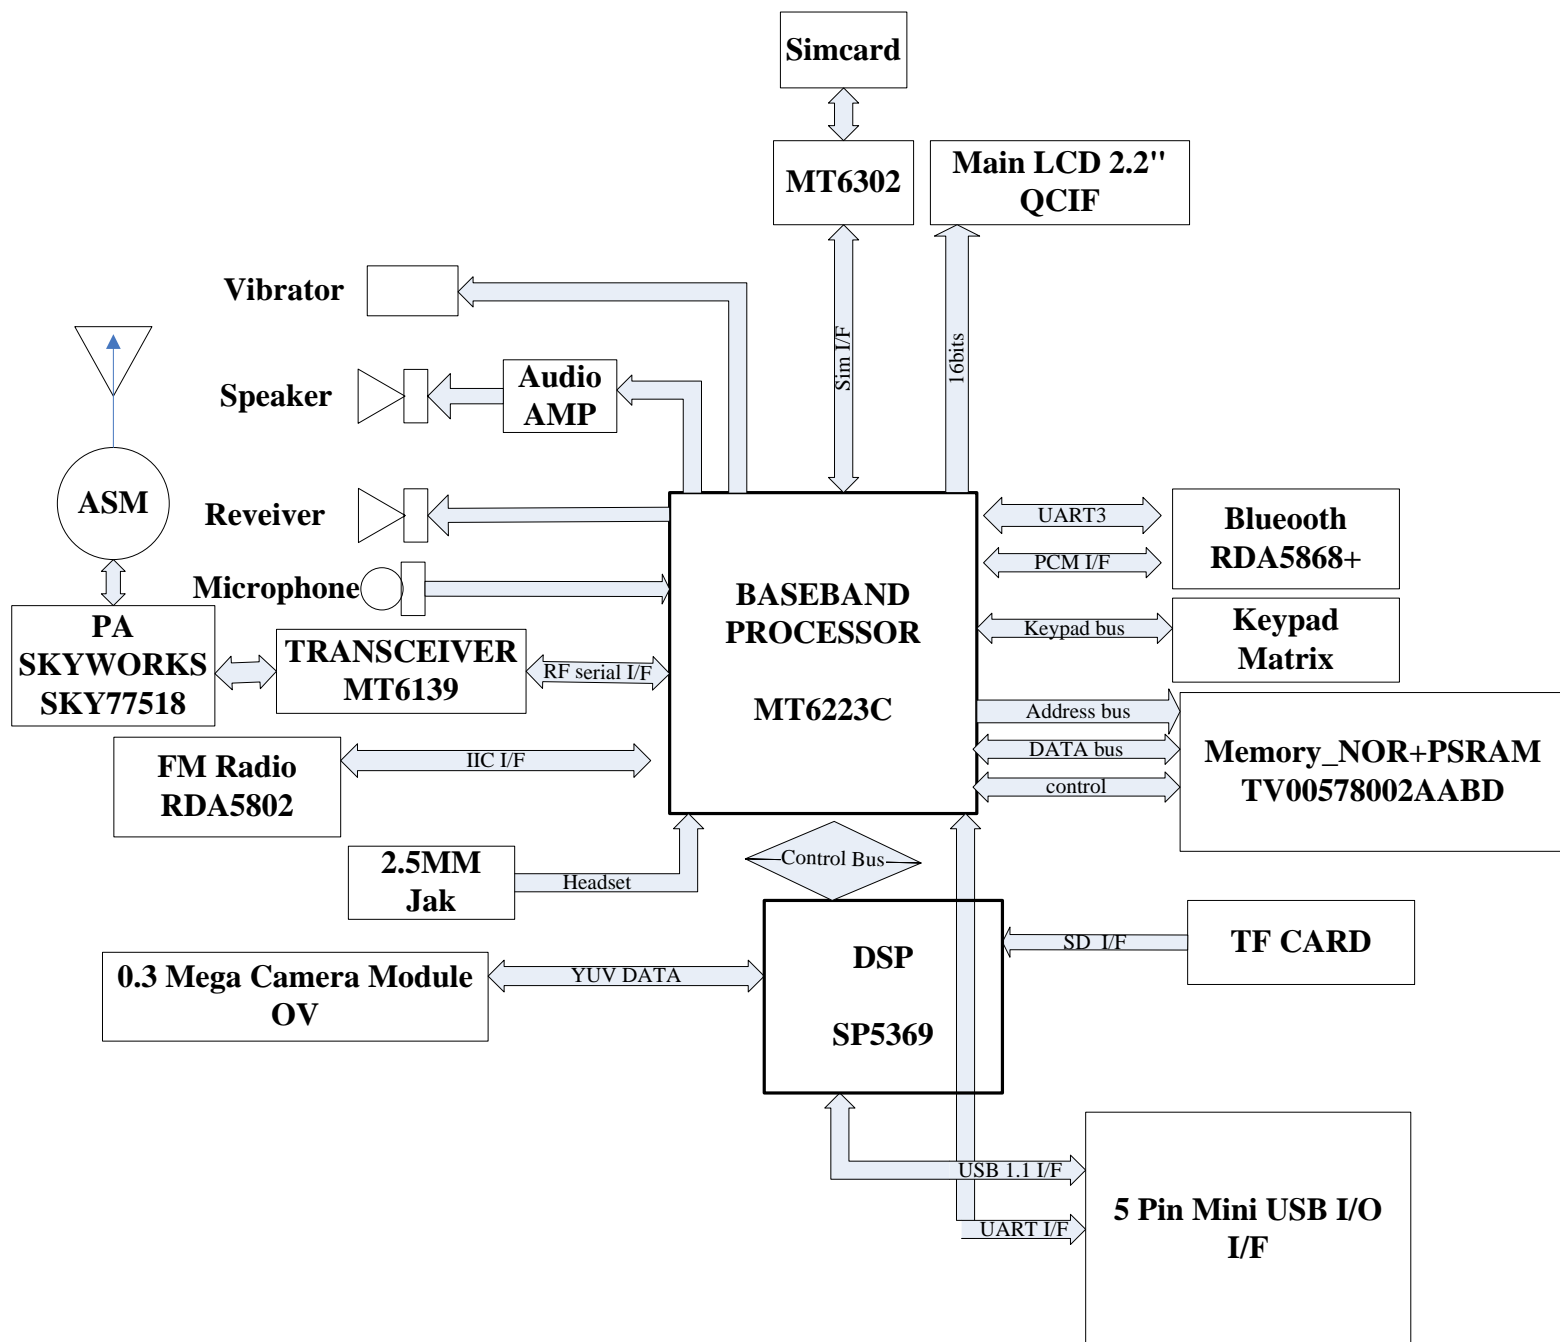 Simcard
MT6302
Main LCD 2.2"
QCIF
Vibrator
Sim I/F
16bits
Speaker
Audio
AMP
ASM
Reveiver
UART3
Blueooth
RDA5868+
PCM I/F
Microphone
BASEBAND
PROCESSOR
MT6223C
Keypad bus
Keypad
Matrix
PA
SKYWORKS
SKY77518
TRANSCEIVER
MT6139
RF serial I/F
Address bus
DATA bus
control
Memory_NOR+PSRAM
TV00578002AABD
FM Radio
RDA5802
IIC I/F
2.5MM
Jak
Headset
Control Bus
DSP
SP5369
SD I/F
TF CARD
0.3 Mega Camera Module
OV
YUV DATA
USB 1.1 I/F
UART I/F
5 Pin Mini USB I/O
I/F